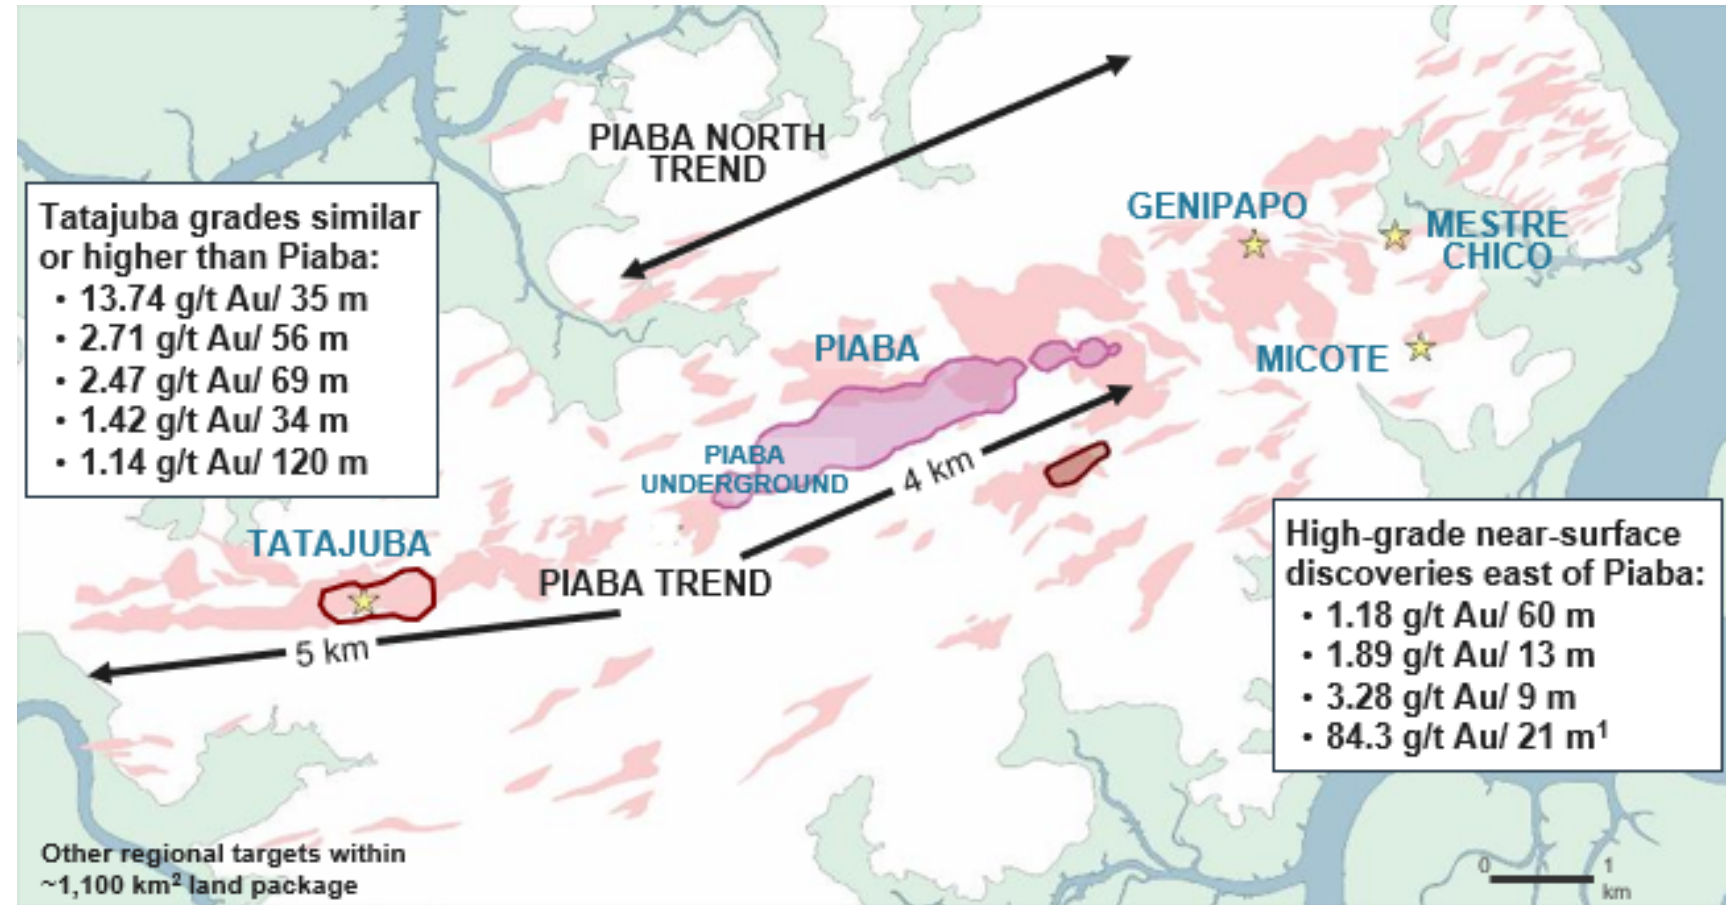 PIABA NORTH
TREND
GENIPAPO
MESTRE
CHICO
Tatajuba grades similar
or higher than Piaba:
• 13.74 g/t Au/ 35 m
• 2.71 g/t Au/ 56 m
• 2.47 g/t Au/ 69 m
• 1.42 g/t Au/ 34 m
• 1.14 g/t Au/ 120 m
PIABA
MICOTE
PIABA
UNDERGROUND
4 km
TATAJUBA
PIABA TREND
5 km
High-grade near-surface
discoveries east of Piaba:
• 1.18 g/t Au/ 60 m
• 1.89 g/t Au/ 13 m
• 3.28 g/t Au/ 9 m
• 84.3 g/t Au/ 21 m¹
Other regional targets within
~1,100 km² land package
0 1
km